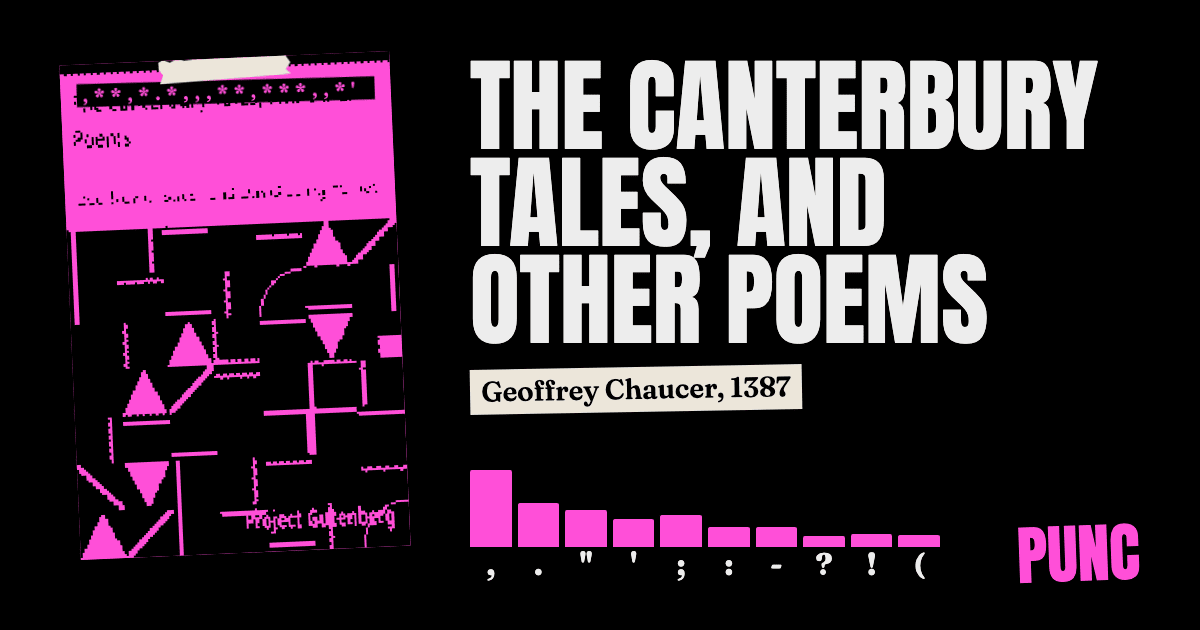 ,**,*.*,,,**,***,,*'
Poems
Project Gutenberg
THE CANTERBURY
TALES, AND
OTHER POEMS
Geoffrey Chaucer, 1387
, . " ' ; : - ? ! (
PUNC